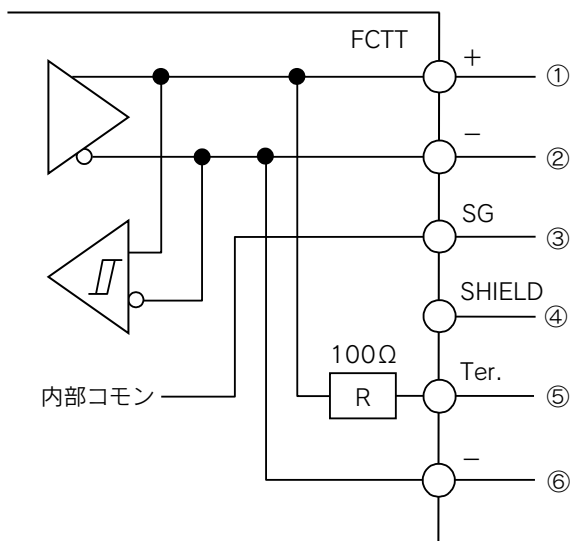 FCTT
+ ①
− ②
SG ③
SHIELD ④
100Ω
R
Ter. ⑤
内部コモン
− ⑥